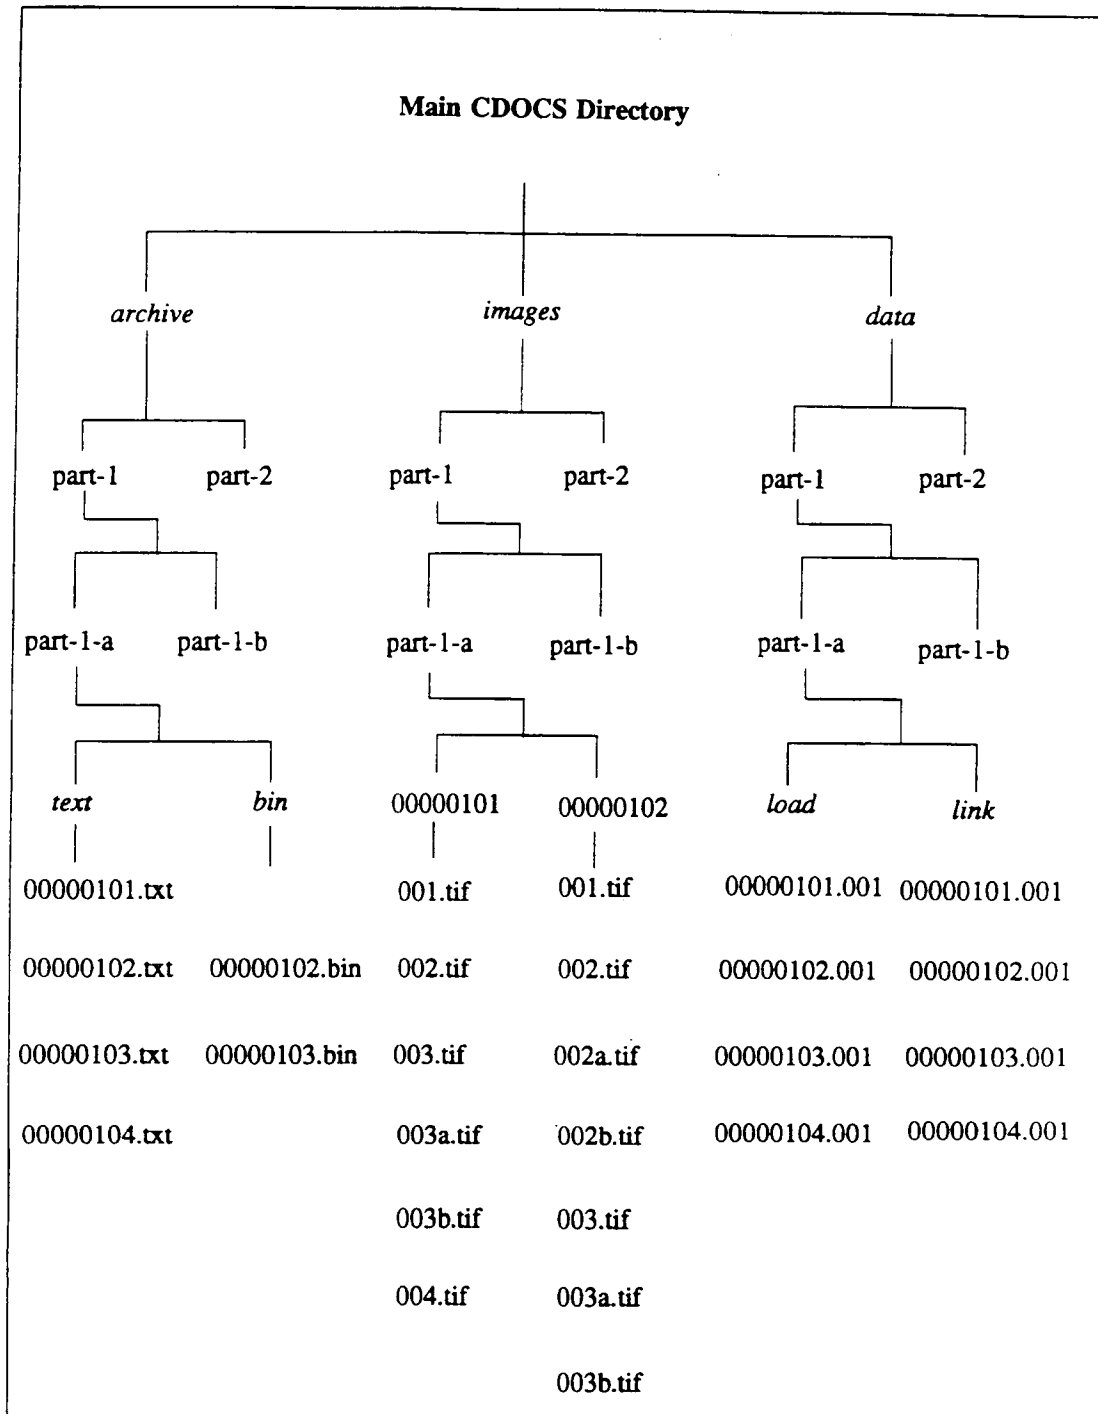 Main CDOCS Directory
archive images data
part-1 part-2 part-1 part-2 part-1 part-2
part-1-a part-1-b part-1-a part-1-b part-1-a part-1-b
text bin 00000101 00000102 load link
00000101.txt 001.tif 001.tif 00000101.001 00000101.001
00000102.txt 00000102.bin 002.tif 002.tif 00000102.001 00000102.001
00000103.txt 00000103.bin 003.tif 002a.tif 00000103.001 00000103.001
00000104.txt 003a.tif 002b.tif 00000104.001 00000104.001
003b.tif 003.tif
004.tif 003a.tif
003b.tif